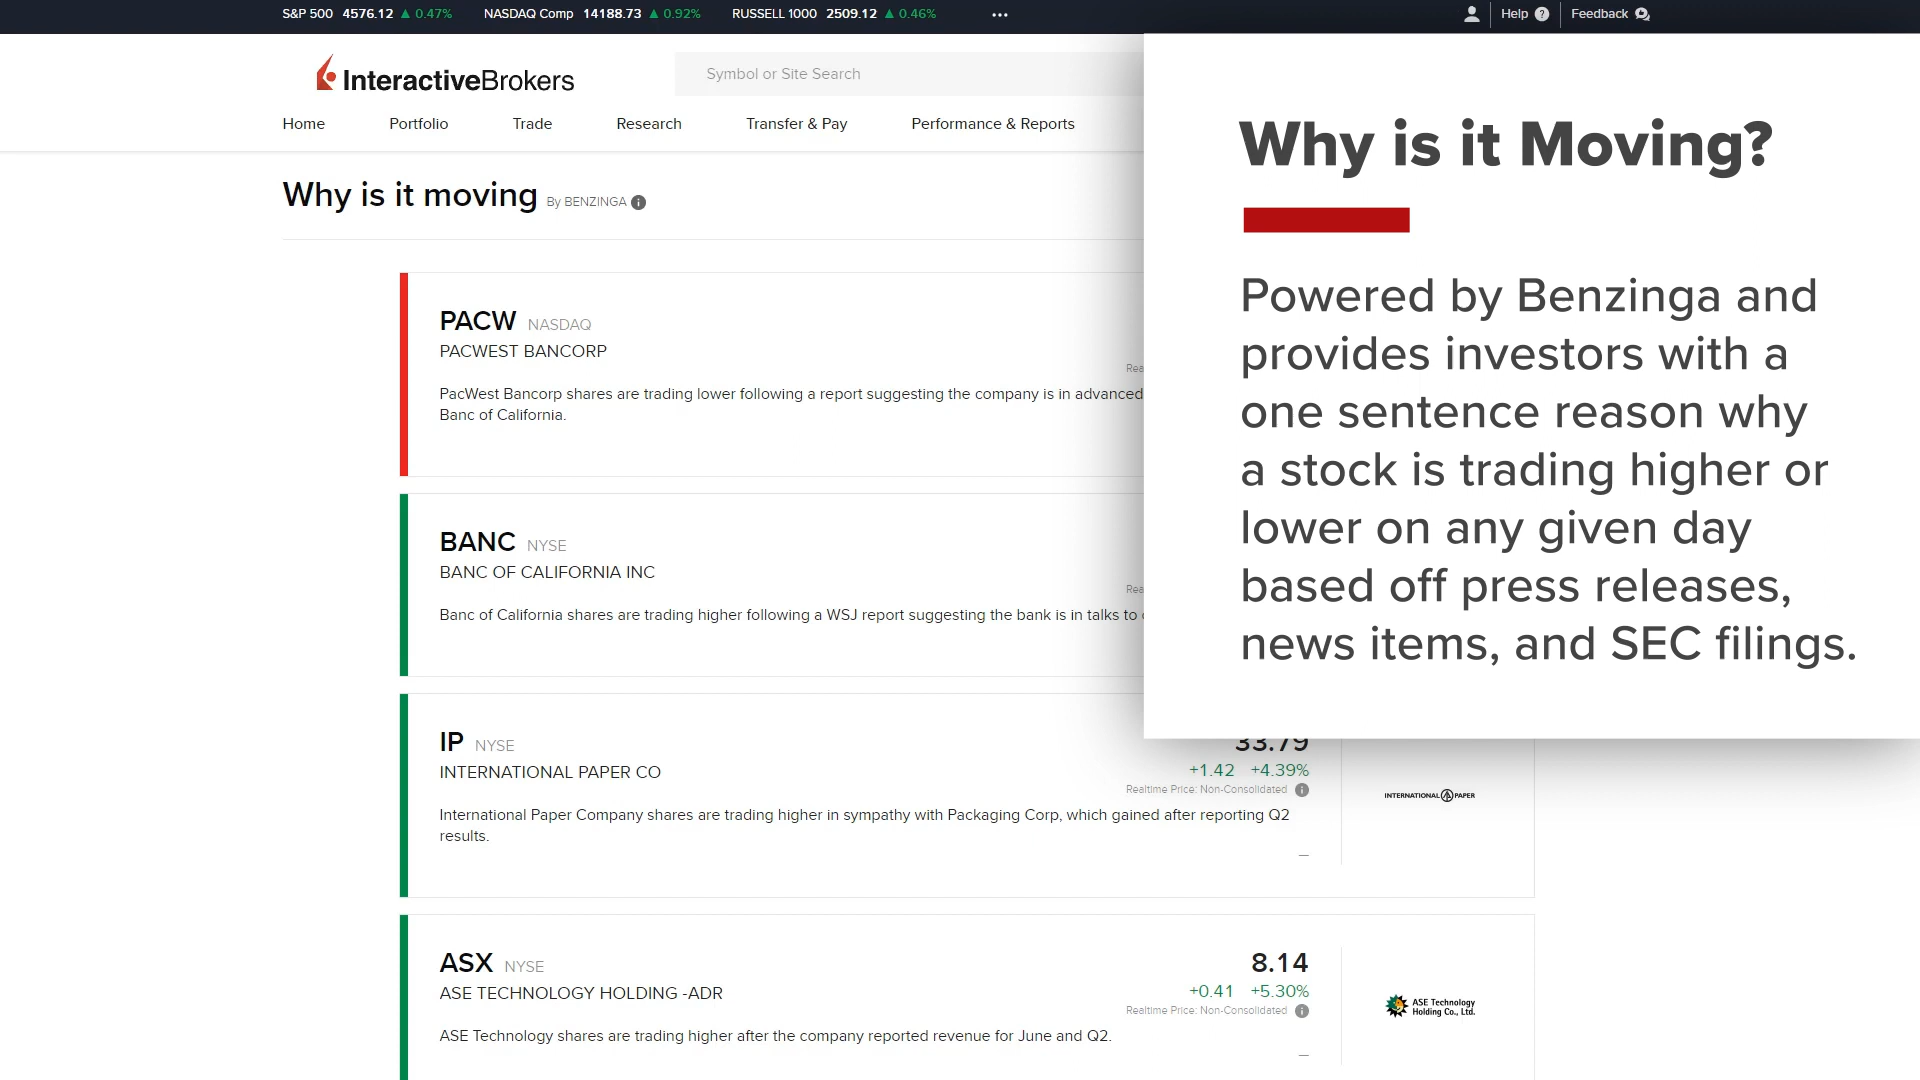 S&P 500 4576.12 ▲ 0.47% NASDAQ Comp 14188.73 ▲ 0.92% RUSSELL 1000 2509.12 ▲ 0.46% ••• Help ? Feedback
InteractiveBrokers
Symbol or Site Search
Home Portfolio Trade Research Transfer & Pay Performance & Reports
Why is it moving By BENZINGA i
PACW NASDAQ
PACWEST BANCORP
PacWest Bancorp shares are trading lower following a report suggesting the company is in advanced
Banc of California.
BANC NYSE
BANC OF CALIFORNIA INC
Banc of California shares are trading higher following a WSJ report suggesting the bank is in talks to
Why is it Moving?
Powered by Benzinga and
provides investors with a
one sentence reason why
a stock is trading higher or
lower on any given day
based off press releases,
news items, and SEC filings.
IP NYSE
33.79
INTERNATIONAL PAPER CO
+1.42 +4.39%
Realtime Price: Non-Consolidated i
INTERNATIONAL PAPER
International Paper Company shares are trading higher in sympathy with Packaging Corp, which gained after reporting Q2
results.
—
ASX NYSE
8.14
ASE TECHNOLOGY HOLDING -ADR
+0.41 +5.30%
Realtime Price: Non-Consolidated i
ASE Technology
Holding Co., Ltd.
ASE Technology shares are trading higher after the company reported revenue for June and Q2.
—